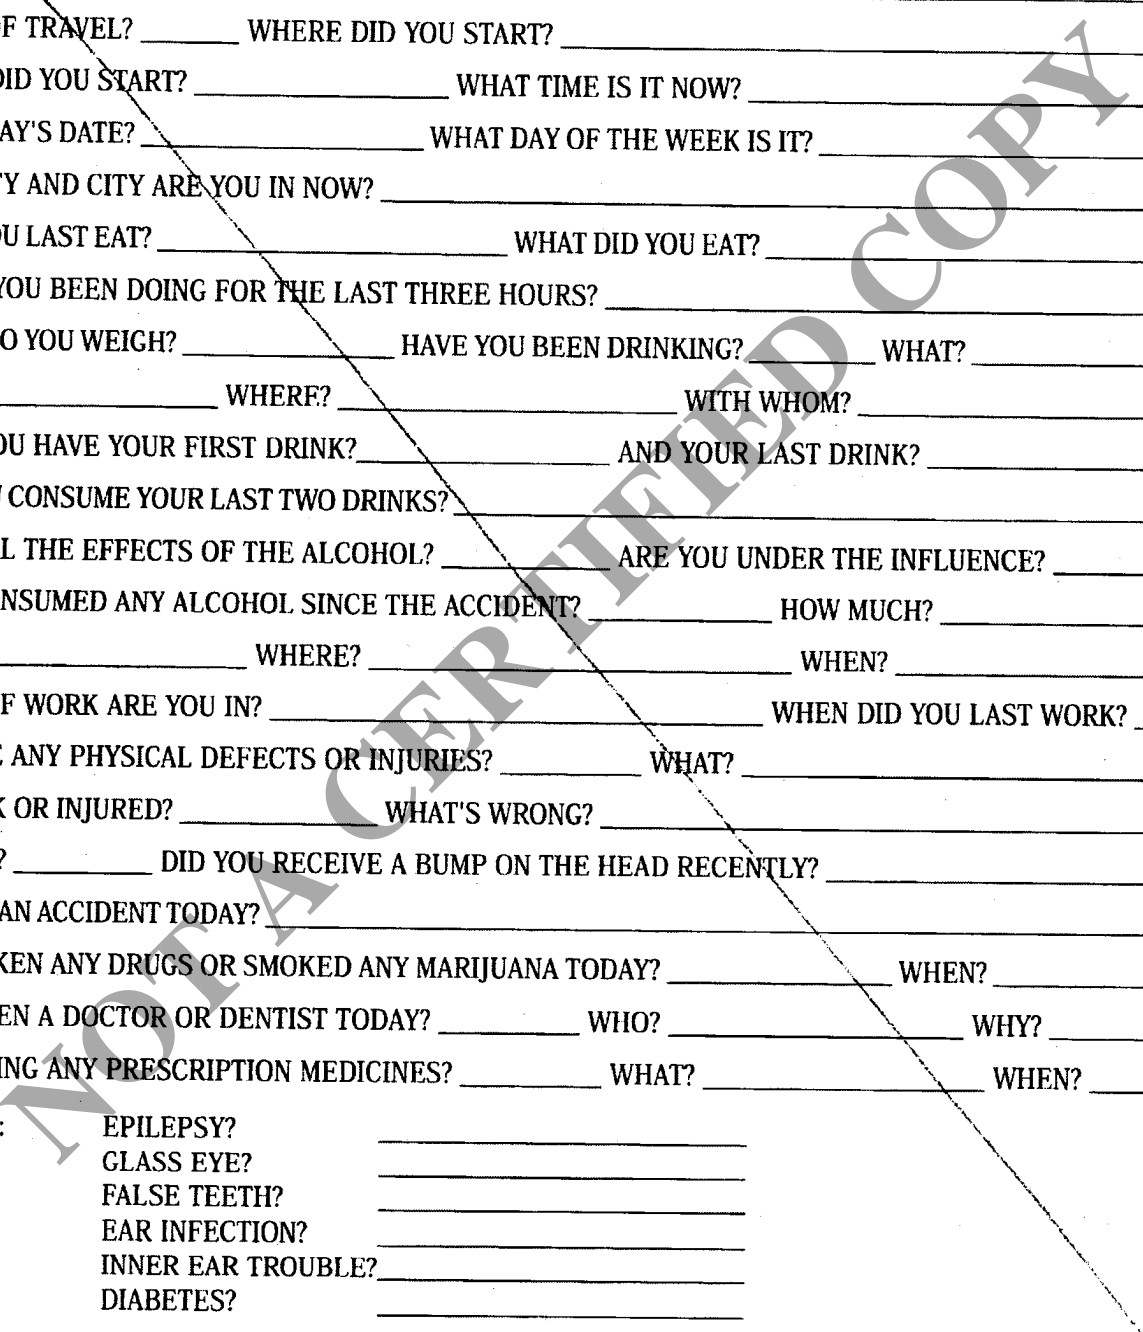 F TRAVEL? WHERE DID YOU START?
DID YOU START? WHAT TIME IS IT NOW?
AY'S DATE? WHAT DAY OF THE WEEK IS IT?
TY AND CITY ARE YOU IN NOW?
U LAST EAT? WHAT DID YOU EAT?
YOU BEEN DOING FOR THE LAST THREE HOURS?
O YOU WEIGH? HAVE YOU BEEN DRINKING? WHAT?
WHERE? WITH WHOM?
OU HAVE YOUR FIRST DRINK? AND YOUR LAST DRINK?
CONSUME YOUR LAST TWO DRINKS?
L THE EFFECTS OF THE ALCOHOL? ARE YOU UNDER THE INFLUENCE?
NSUMED ANY ALCOHOL SINCE THE ACCIDENT? HOW MUCH?
WHERE? WHEN?
F WORK ARE YOU IN? WHEN DID YOU LAST WORK?
E ANY PHYSICAL DEFECTS OR INJURIES? WHAT?
K OR INJURED? WHAT'S WRONG?
? DID YOU RECEIVE A BUMP ON THE HEAD RECENTLY?
AN ACCIDENT TODAY?
KEN ANY DRUGS OR SMOKED ANY MARIJUANA TODAY? WHEN?
EN A DOCTOR OR DENTIST TODAY? WHO? WHY?
ING ANY PRESCRIPTION MEDICINES? WHAT? WHEN?
: EPILEPSY?
GLASS EYE?
FALSE TEETH?
EAR INFECTION?
INNER EAR TROUBLE?
DIABETES?
NOT A CERTIFIED COPY